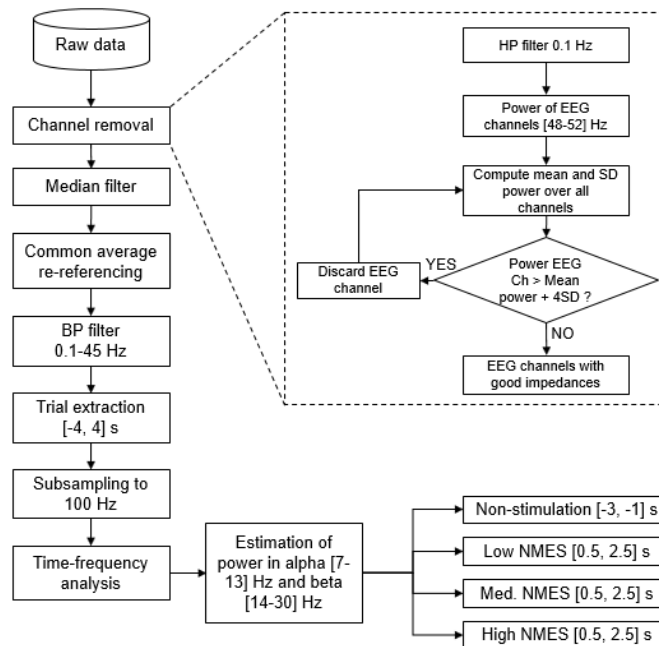 Raw data
Channel removal
Median filter
Common average
re-referencing
BP filter
0.1-45 Hz
Trial extraction
[-4, 4] s
Subsampling to
100 Hz
Time-frequency
analysis
HP filter 0.1 Hz
Power of EEG
channels [48-52] Hz
Compute mean and SD
power over all
channels
Power EEG
Ch > Mean
power + 4SD ?
YES
Discard EEG
channel
NO
EEG channels with
good impedances
Estimation of
power in alpha [7-
13] Hz and beta
[14-30] Hz
Non-stimulation [-3, -1] s
Low NMES [0.5, 2.5] s
Med. NMES [0.5, 2.5] s
High NMES [0.5, 2.5] s